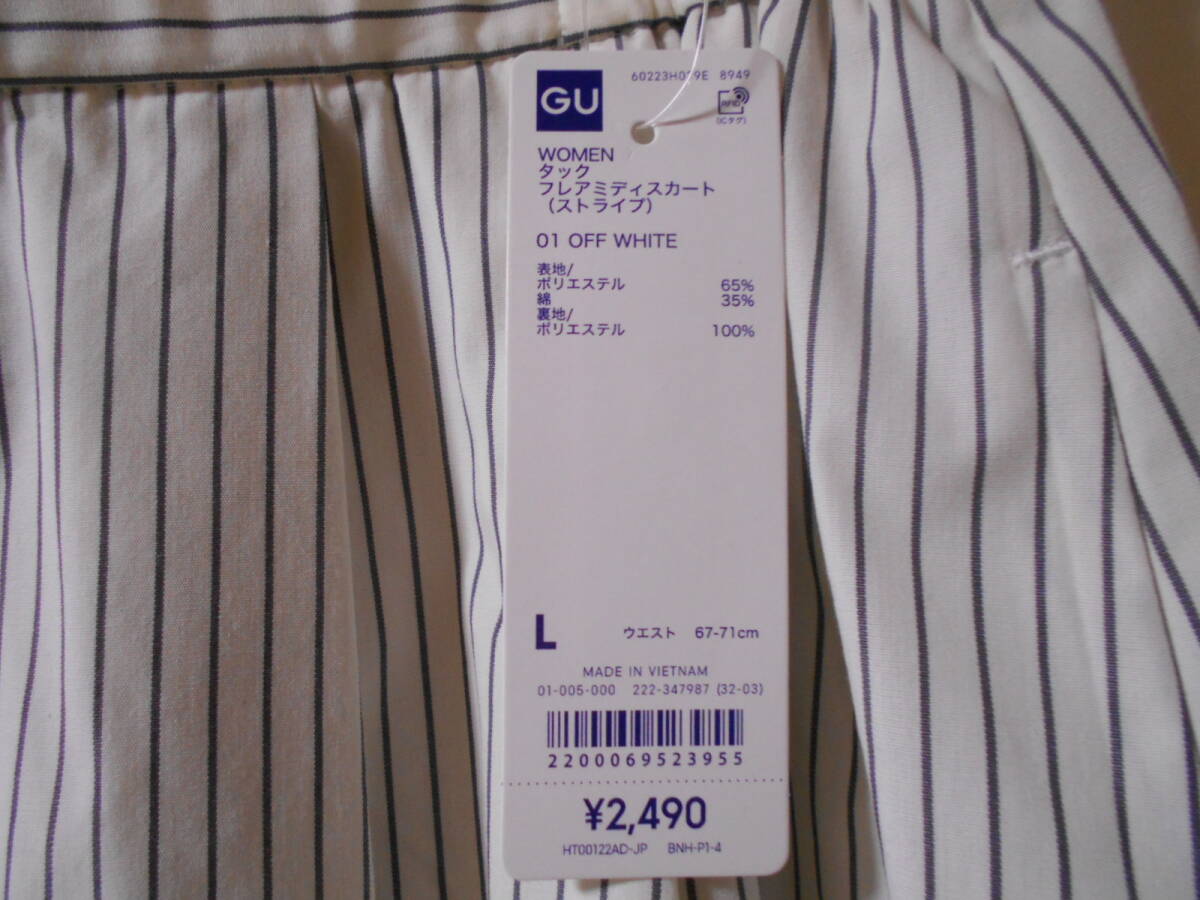 GU
8949
RFID
(ICタグ)
WOMEN
タック
フレアミディスカート
（ストライプ）
01 OFF WHITE
表地/
ポリエステル 65%
綿 35%
裏地/
ポリエステル 100%
L ウエスト 67-71cm
MADE IN VIETNAM
01-005-000 222-347987 (32-03)
2200069523955
¥2,490
HT00122AD-JP BNH-P1-4